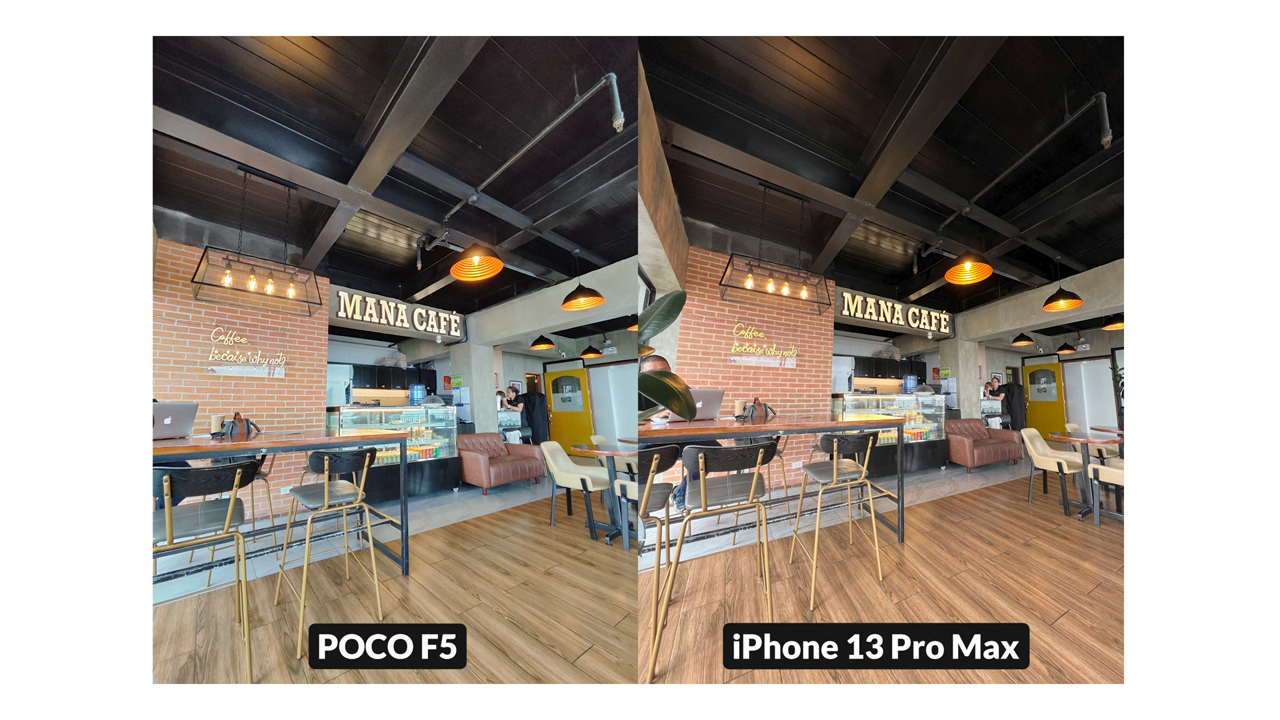 MANA CAFÉ
MANA CAFÉ
Coffee
because why not?
Coffee
because why not?
POCO F5
iPhone 13 Pro Max